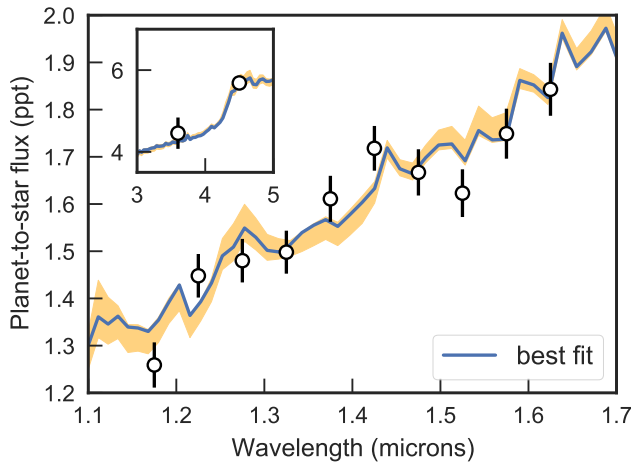 2.0
1.9
1.8
1.7
1.6
1.5
1.4
1.3
1.2
Planet-to-star flux (ppt)
6
4
3 4 5
best fit
1.1 1.2 1.3 1.4 1.5 1.6 1.7
Wavelength (microns)